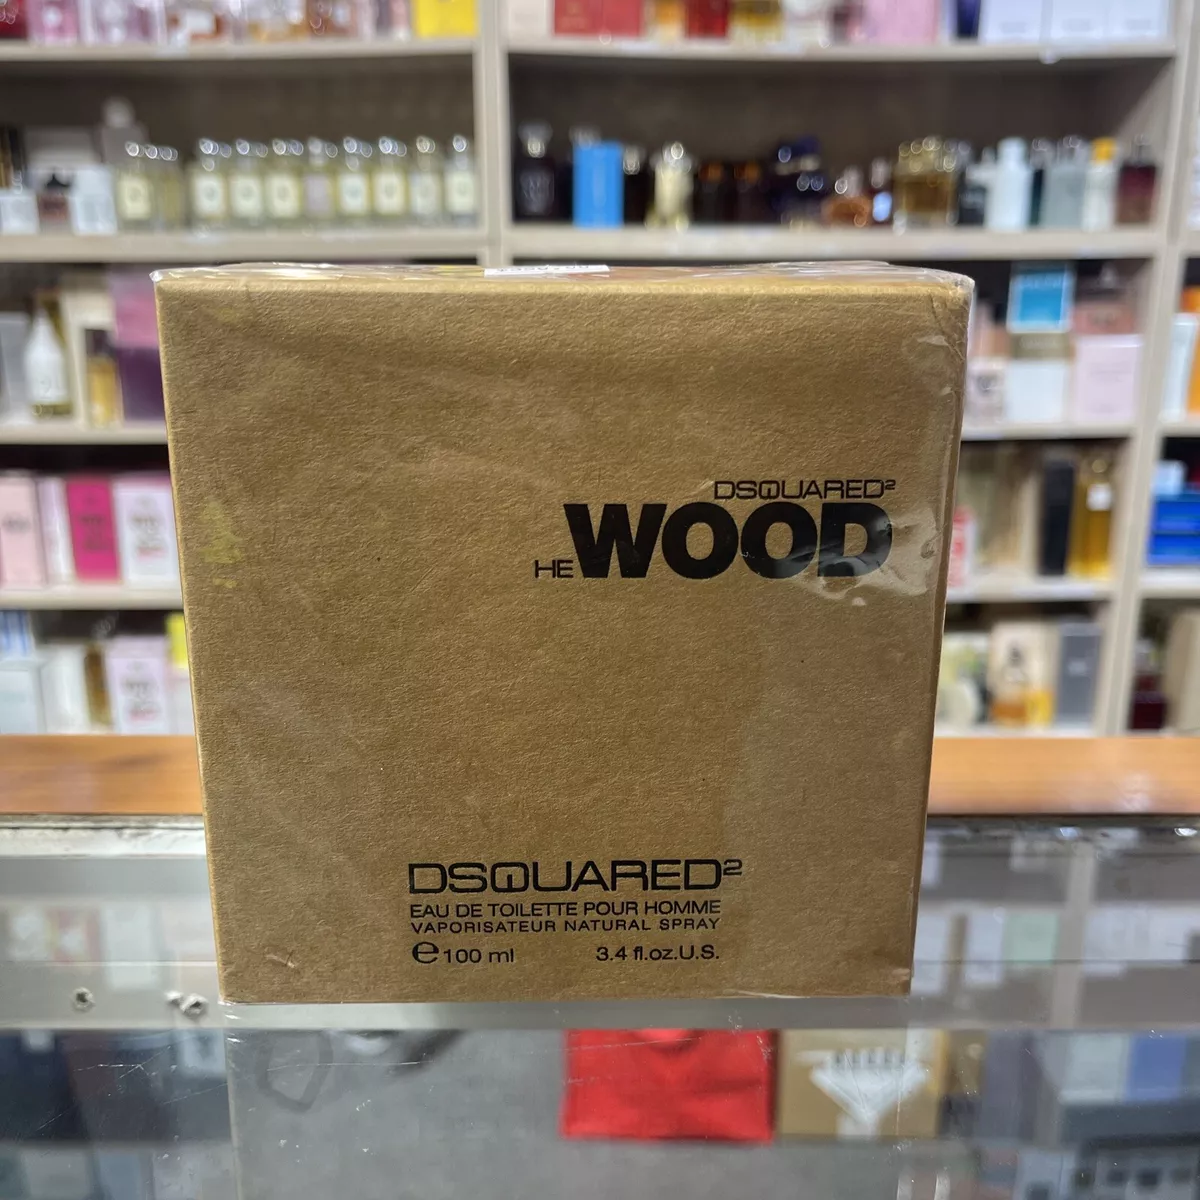 DSQUARED²
HE WOOD
DSQUARED²
EAU DE TOILETTE POUR HOMME
VAPORISATEUR NATURAL SPRAY
℮ 100 ml 3.4 fl.oz.U.S.